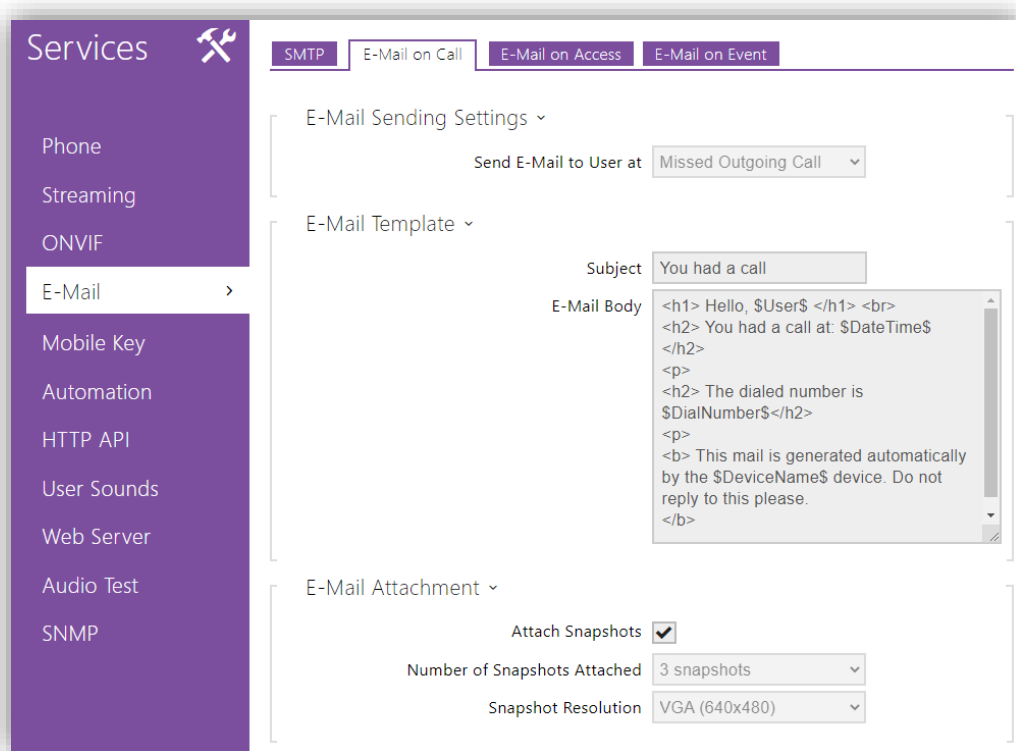 Services
SMTP E-Mail on Call E-Mail on Access E-Mail on Event
Phone
Streaming
ONVIF
E-Mail
Mobile Key
Automation
HTTP API
User Sounds
Web Server
Audio Test
SNMP
E-Mail Sending Settings
Send E-Mail to User at Missed Outgoing Call
E-Mail Template
Subject You had a call
E-Mail Body
<h1> Hello, $User$ </h1> <br>
<h2> You had a call at: $DateTime$
</h2>
<p>
<h2> The dialed number is
$DialNumber$</h2>
<p>
<b> This mail is generated automatically
by the $DeviceName$ device. Do not
reply to this please.
</b>
E-Mail Attachment
Attach Snapshots
Number of Snapshots Attached 3 snapshots
Snapshot Resolution VGA (640x480)